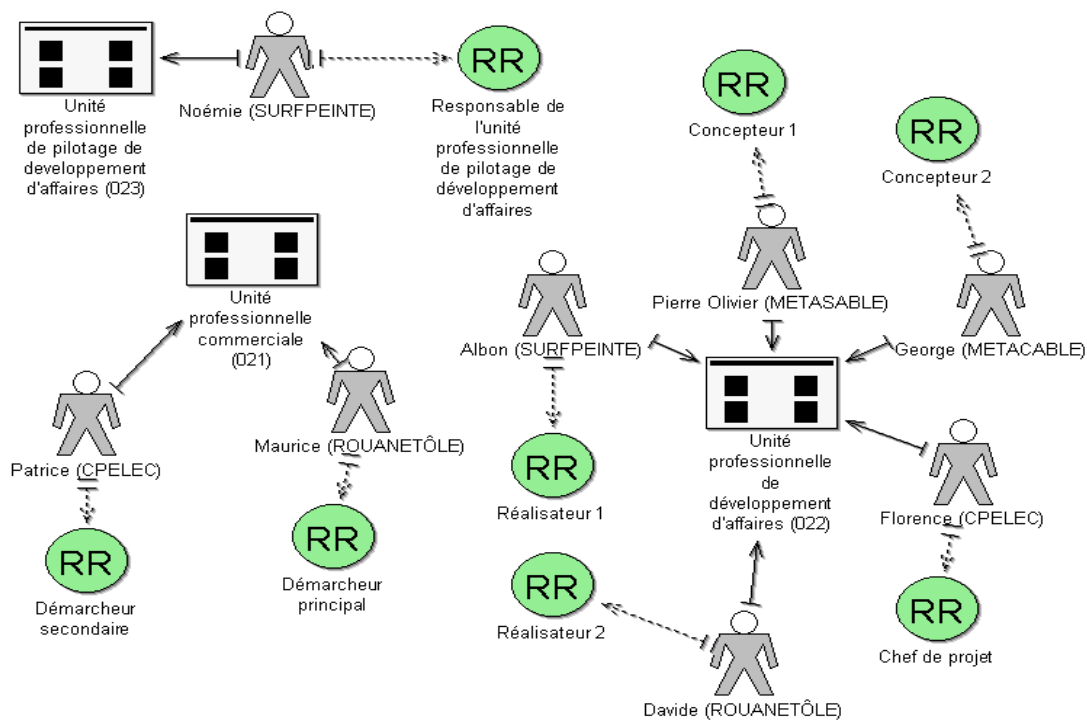 RR
Unité
professionnelle
de pilotage de
developpement
d'affaires (023)
Noémie (SURFPEINTE)
Responsable de
l'unité
professionnelle
de pilotage de
développement
d'affaires
RR
Concepteur 1
RR
Concepteur 2
Unité
professionnelle
commerciale
(021)
Pierre Olivier (METASABLE)
Albon (SURFPEINTE)
George (METACABLE)
Patrice (CPELEC)
Maurice (ROUANETÔLE)
Unité
professionnelle
de
développement
d'affaires (022)
RR
Réalisateur 1
Florence (CPELEC)
RR
Démarcheur
secondaire
RR
Démarcheur
principal
RR
Réalisateur 2
RR
Chef de projet
Davide (ROUANETÔLE)